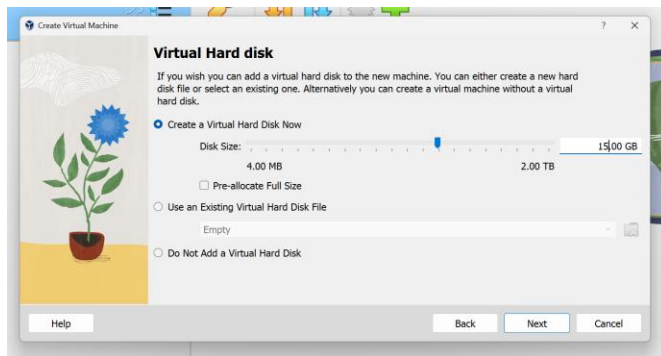 Create Virtual Machine
Virtual Hard disk
If you wish you can add a virtual hard disk to the new machine. You can either create a new hard
disk file or select an existing one. Alternatively you can create a virtual machine without a virtual
hard disk.
Create a Virtual Hard Disk Now
Disk Size:
15.00 GB
4.00 MB
2.00 TB
Pre-allocate Full Size
Use an Existing Virtual Hard Disk File
Empty
Do Not Add a Virtual Hard Disk
Help
Back
Next
Cancel